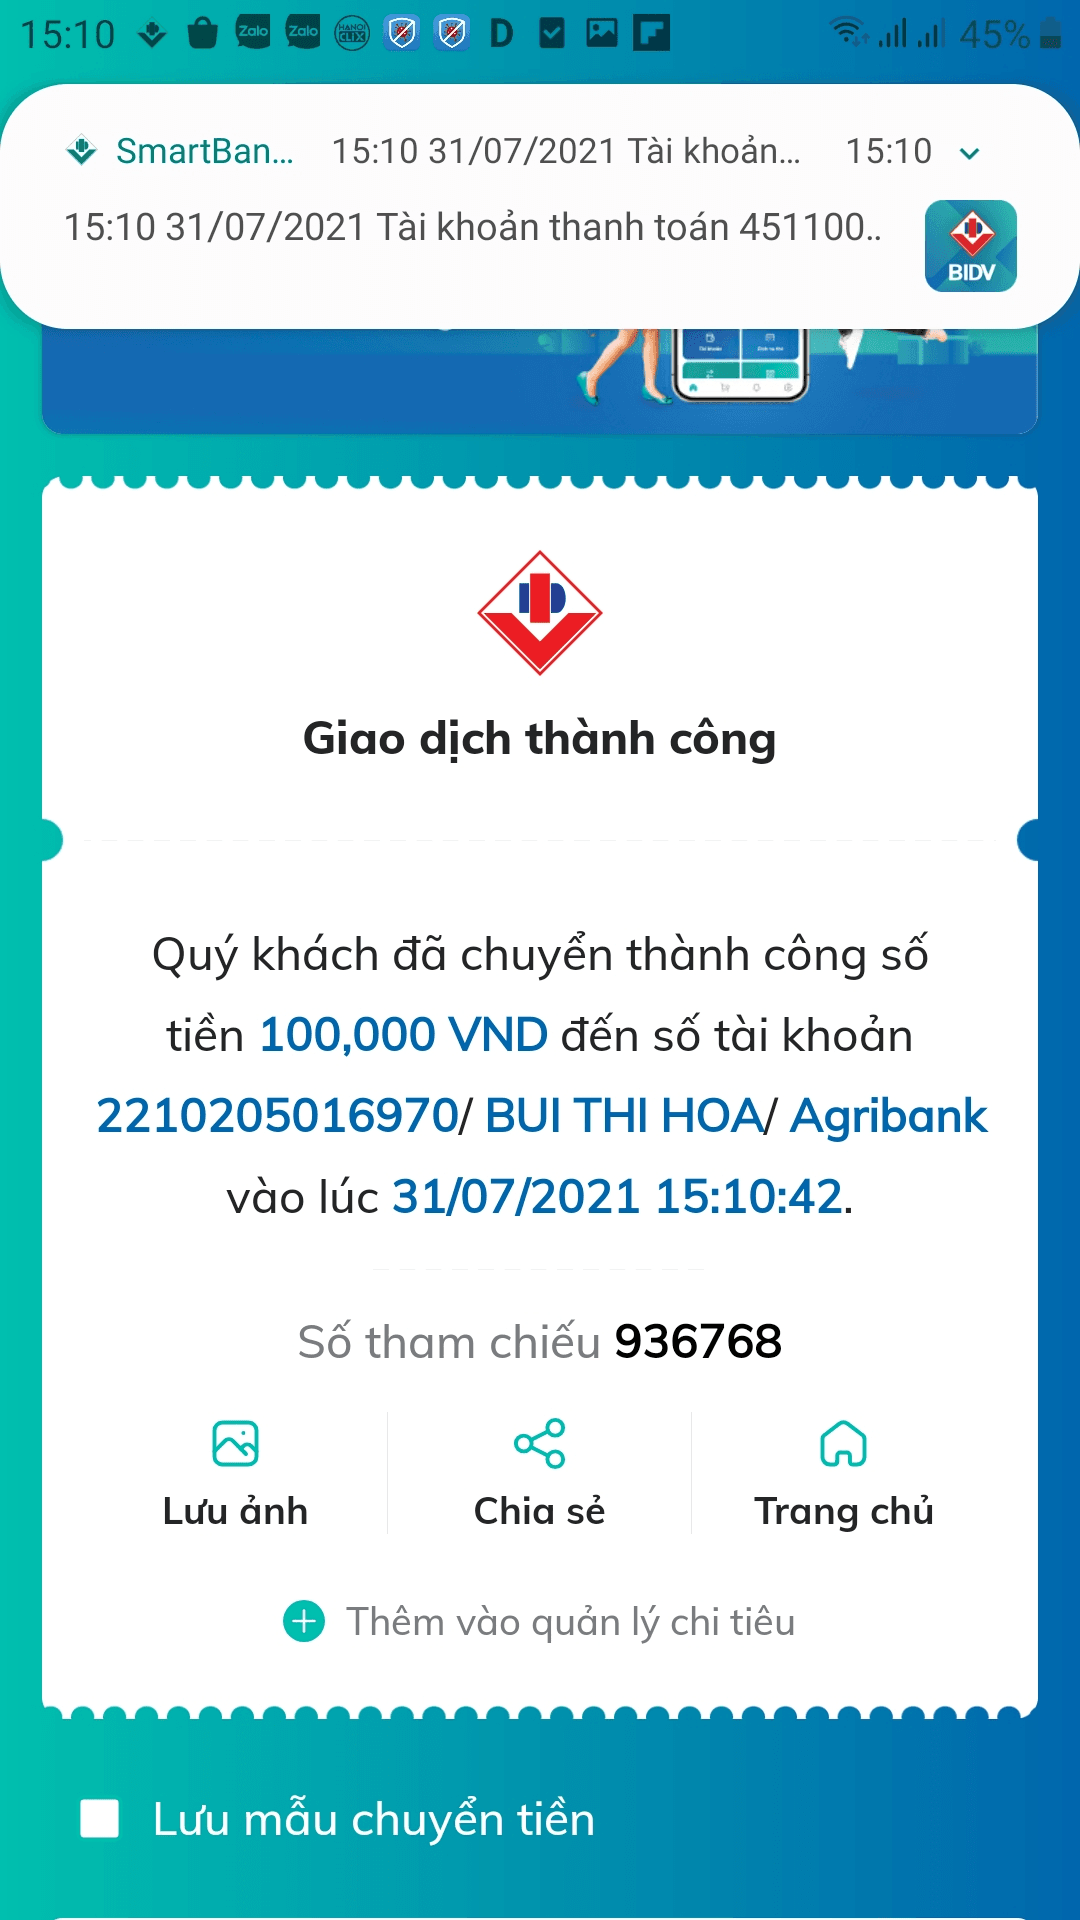 15:10 Zalo Zalo HANOI CLIX D 45%
SmartBan... 15:10 31/07/2021 Tài khoản... 15:10
15:10 31/07/2021 Tài khoản thanh toán 451100..
BIDV
Giao dịch thành công
Quý khách đã chuyển thành công số
tiền 100,000 VND đến số tài khoản
2210205016970/ BUI THI HOA/ Agribank
vào lúc 31/07/2021 15:10:42.
Số tham chiếu 936768
Lưu ảnh Chia sẻ Trang chủ
Thêm vào quản lý chi tiêu
Lưu mẫu chuyển tiền